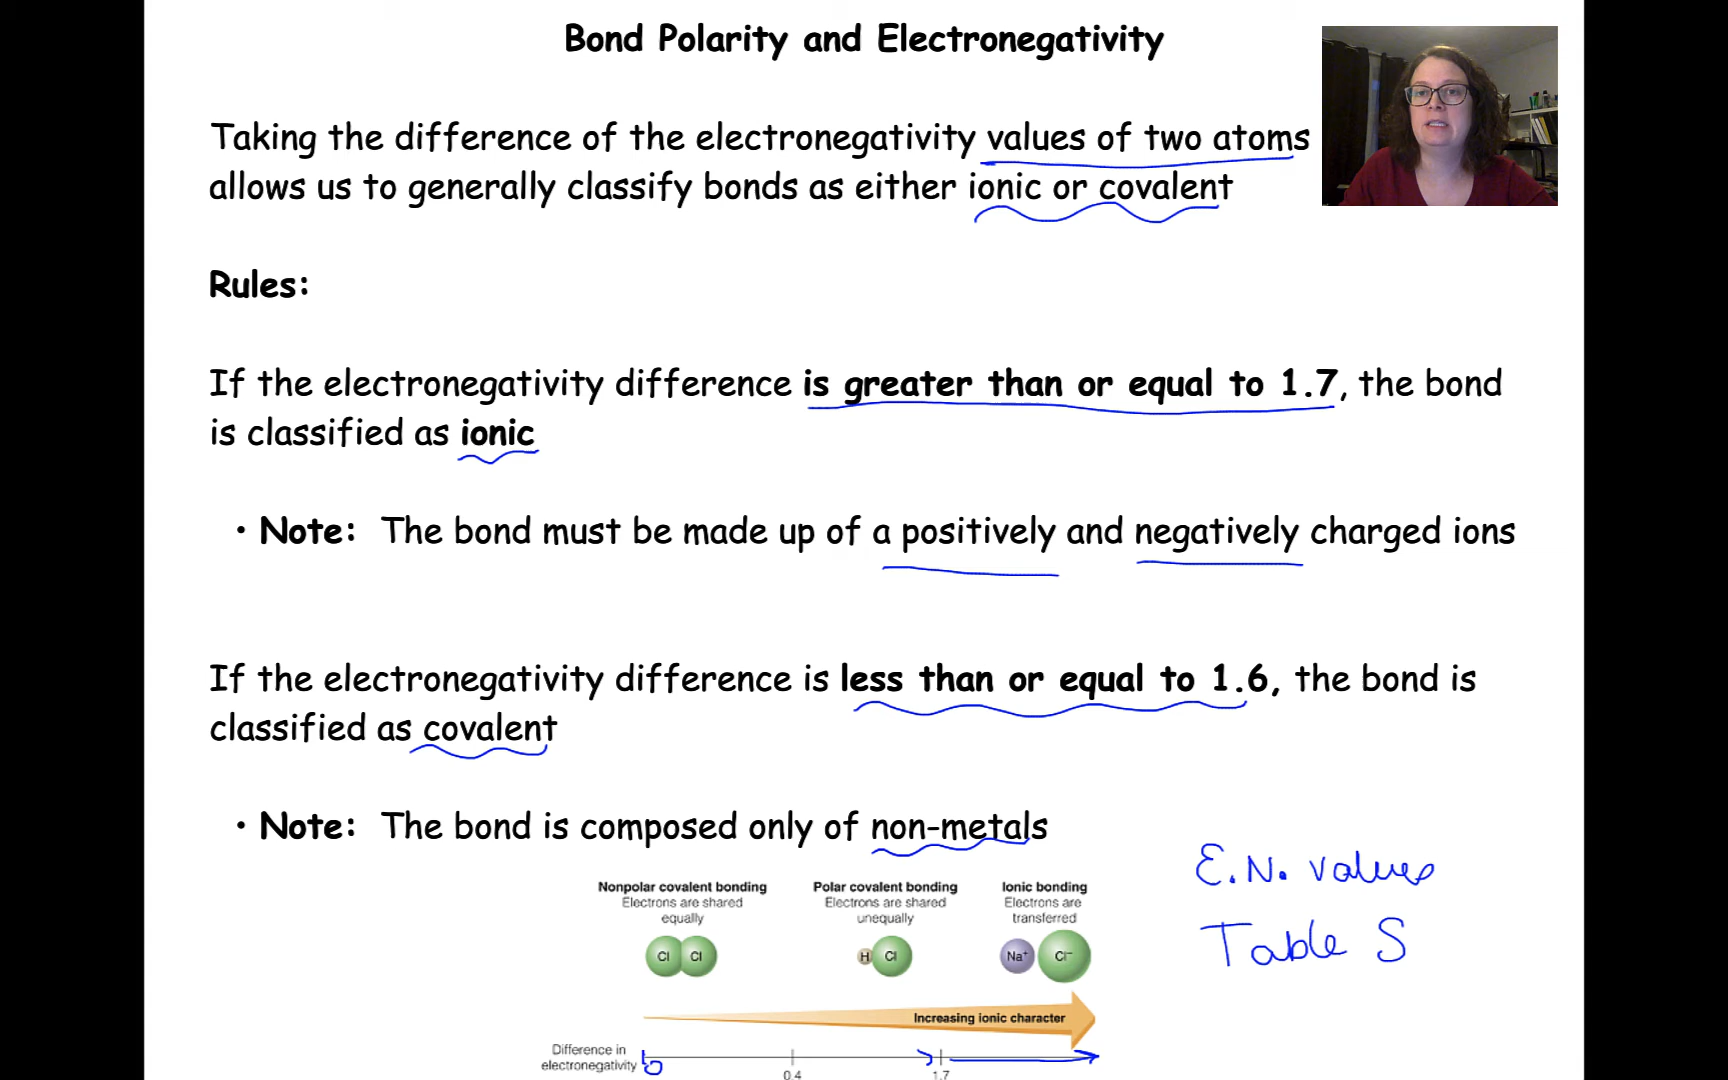 Bond Polarity and Electronegativity
Taking the difference of the electronegativity values of two atoms
allows us to generally classify bonds as either ionic or covalent
Rules:
If the electronegativity difference is greater than or equal to 1.7, the bond
is classified as ionic
• Note: The bond must be made up of a positively and negatively charged ions
If the electronegativity difference is less than or equal to 1.6, the bond is
classified as covalent
• Note: The bond is composed only of non-metals
E.N. values
Table S
Nonpolar covalent bonding
Electrons are shared
equally
Cl Cl
Polar covalent bonding
Electrons are shared
unequally
H Cl
Ionic bonding
Electrons are
transferred
Na⁺ Cl⁻
Increasing ionic character
Difference in
electronegativity
0
0.4
1.7